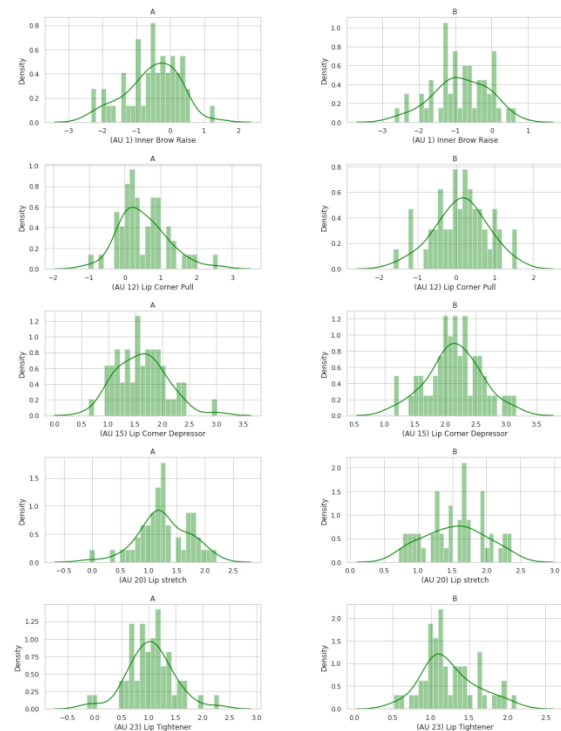 A
B
Density
0.8
0.6
0.4
0.2
0.0
−3 −2 −1 0 1 2
(AU 1) Inner Brow Raise
Density
1.0
0.8
0.6
0.4
0.2
0.0
−3 −2 −1 0 1
(AU 1) Inner Brow Raise
A
B
Density
1.0
0.8
0.6
0.4
0.2
0.0
−2 −1 0 1 2 3
(AU 12) Lip Corner Pull
Density
0.8
0.6
0.4
0.2
0.0
−2 −1 0 1 2
(AU 12) Lip Corner Pull
A
B
Density
1.2
1.0
0.8
0.6
0.4
0.2
0.0
0.0 0.5 1.0 1.5 2.0 2.5 3.0 3.5
(AU 15) Lip Corner Depressor
Density
1.2
1.0
0.8
0.6
0.4
0.2
0.0
0.5 1.0 1.5 2.0 2.5 3.0 3.5
(AU 15) Lip Corner Depressor
A
B
Density
1.5
1.0
0.5
0.0
−0.5 0.0 0.5 1.0 1.5 2.0 2.5
(AU 20) Lip stretch
Density
2.0
1.5
1.0
0.5
0.0
0.0 0.5 1.0 1.5 2.0 2.5 3.0
(AU 20) Lip stretch
A
B
Density
1.25
1.00
0.75
0.50
0.25
0.00
−0.5 0.0 0.5 1.0 1.5 2.0 2.5 3.0
(AU 23) Lip Tightener
Density
2.0
1.5
1.0
0.5
0.0
0.0 0.5 1.0 1.5 2.0 2.5
(AU 23) Lip Tightener